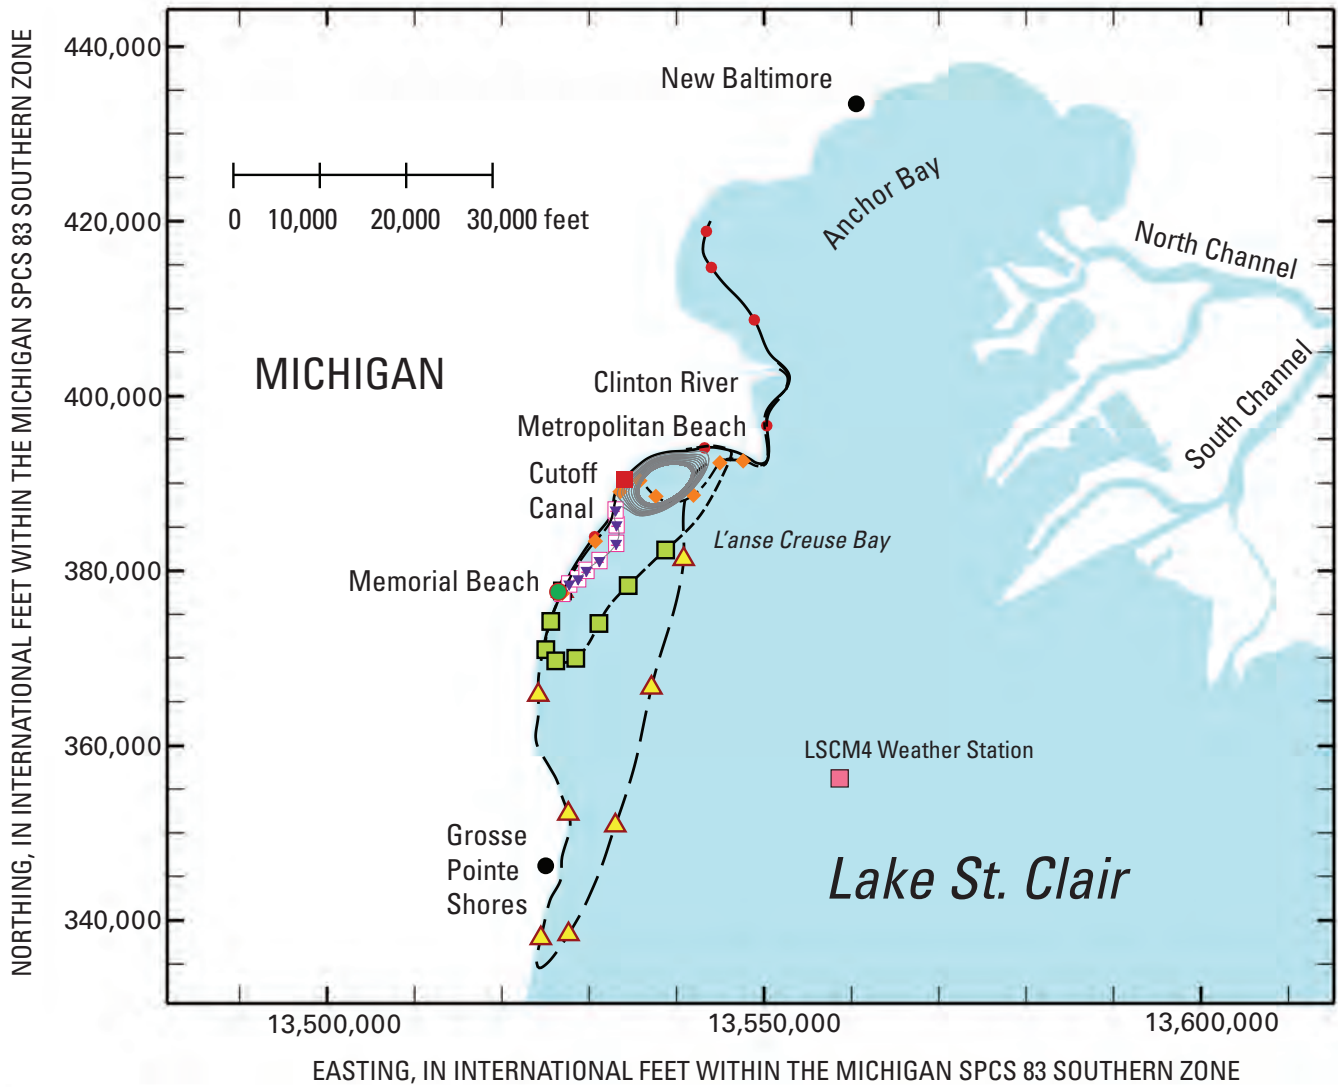 NORTHING, IN INTERNATIONAL FEET WITHIN THE MICHIGAN SPCS 83 SOUTHERN ZONE
440,000
420,000
400,000
380,000
360,000
340,000
New Baltimore
Anchor Bay
North Channel
South Channel
0 10,000 20,000 30,000 feet
MICHIGAN
Clinton River
Metropolitan Beach
Cutoff
Canal
L'anse Creuse Bay
Memorial Beach
LSCM4 Weather Station
Grosse
Pointe
Shores
Lake St. Clair
13,500,000
13,550,000
13,600,000
EASTING, IN INTERNATIONAL FEET WITHIN THE MICHIGAN SPCS 83 SOUTHERN ZONE